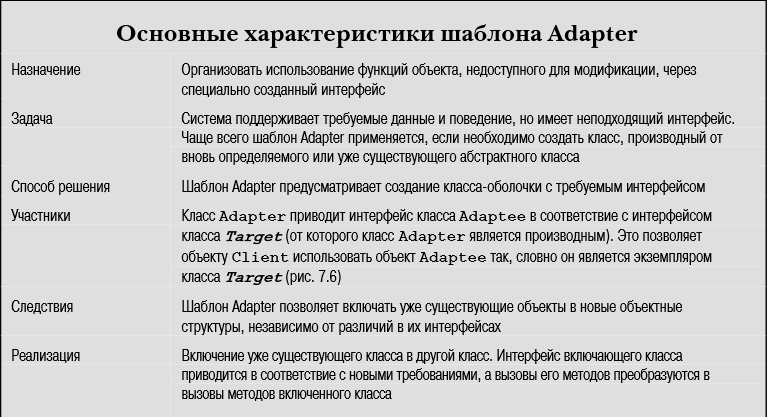 Основные характеристики шаблона Adapter
Назначение
Организовать использование функций объекта, недоступного для модификации, через
специально созданный интерфейс
Задача
Система поддерживает требуемые данные и поведение, но имеет неподходящий интерфейс.
Чаще всего шаблон Adapter применяется, если необходимо создать класс, производный от
вновь определяемого или уже существующего абстрактного класса
Способ решения
Шаблон Adapter предусматривает создание класса-оболочки с требуемым интерфейсом
Участники
Класс Adapter приводит интерфейс класса Adaptee в соответствие с интерфейсом
класса Target (от которого класс Adapter является производным). Это позволяет
объекту Client использовать объект Adaptee так, словно он является экземпляром
класса Target (рис. 7.6)
Следствия
Шаблон Adapter позволяет включать уже существующие объекты в новые объектные
структуры, независимо от различий в их интерфейсах
Реализация
Включение уже существующего класса в другой класс. Интерфейс включающего класса
приводится в соответствие с новыми требованиями, а вызовы его методов преобразуются в
вызовы методов включенного класса